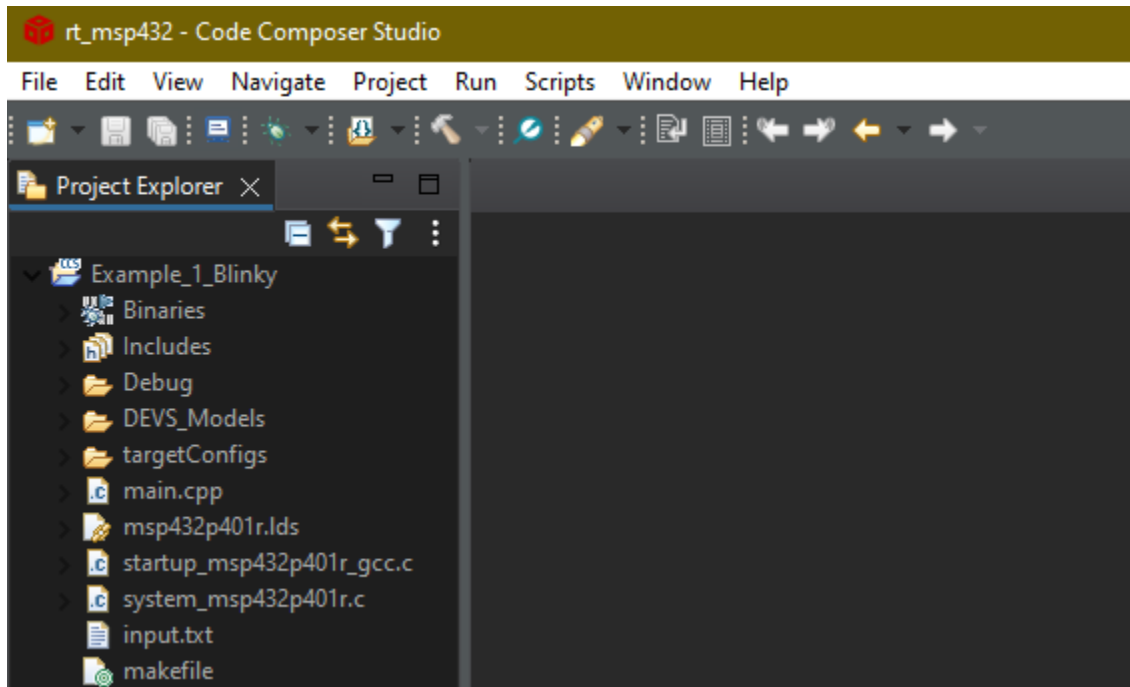 rt_msp432 - Code Composer Studio
File Edit View Navigate Project Run Scripts Window Help
Project Explorer
Example_1_Blinky
Binaries
Includes
Debug
DEVS_Models
targetConfigs
main.cpp
msp432p401r.lds
startup_msp432p401r_gcc.c
system_msp432p401r.c
input.txt
makefile